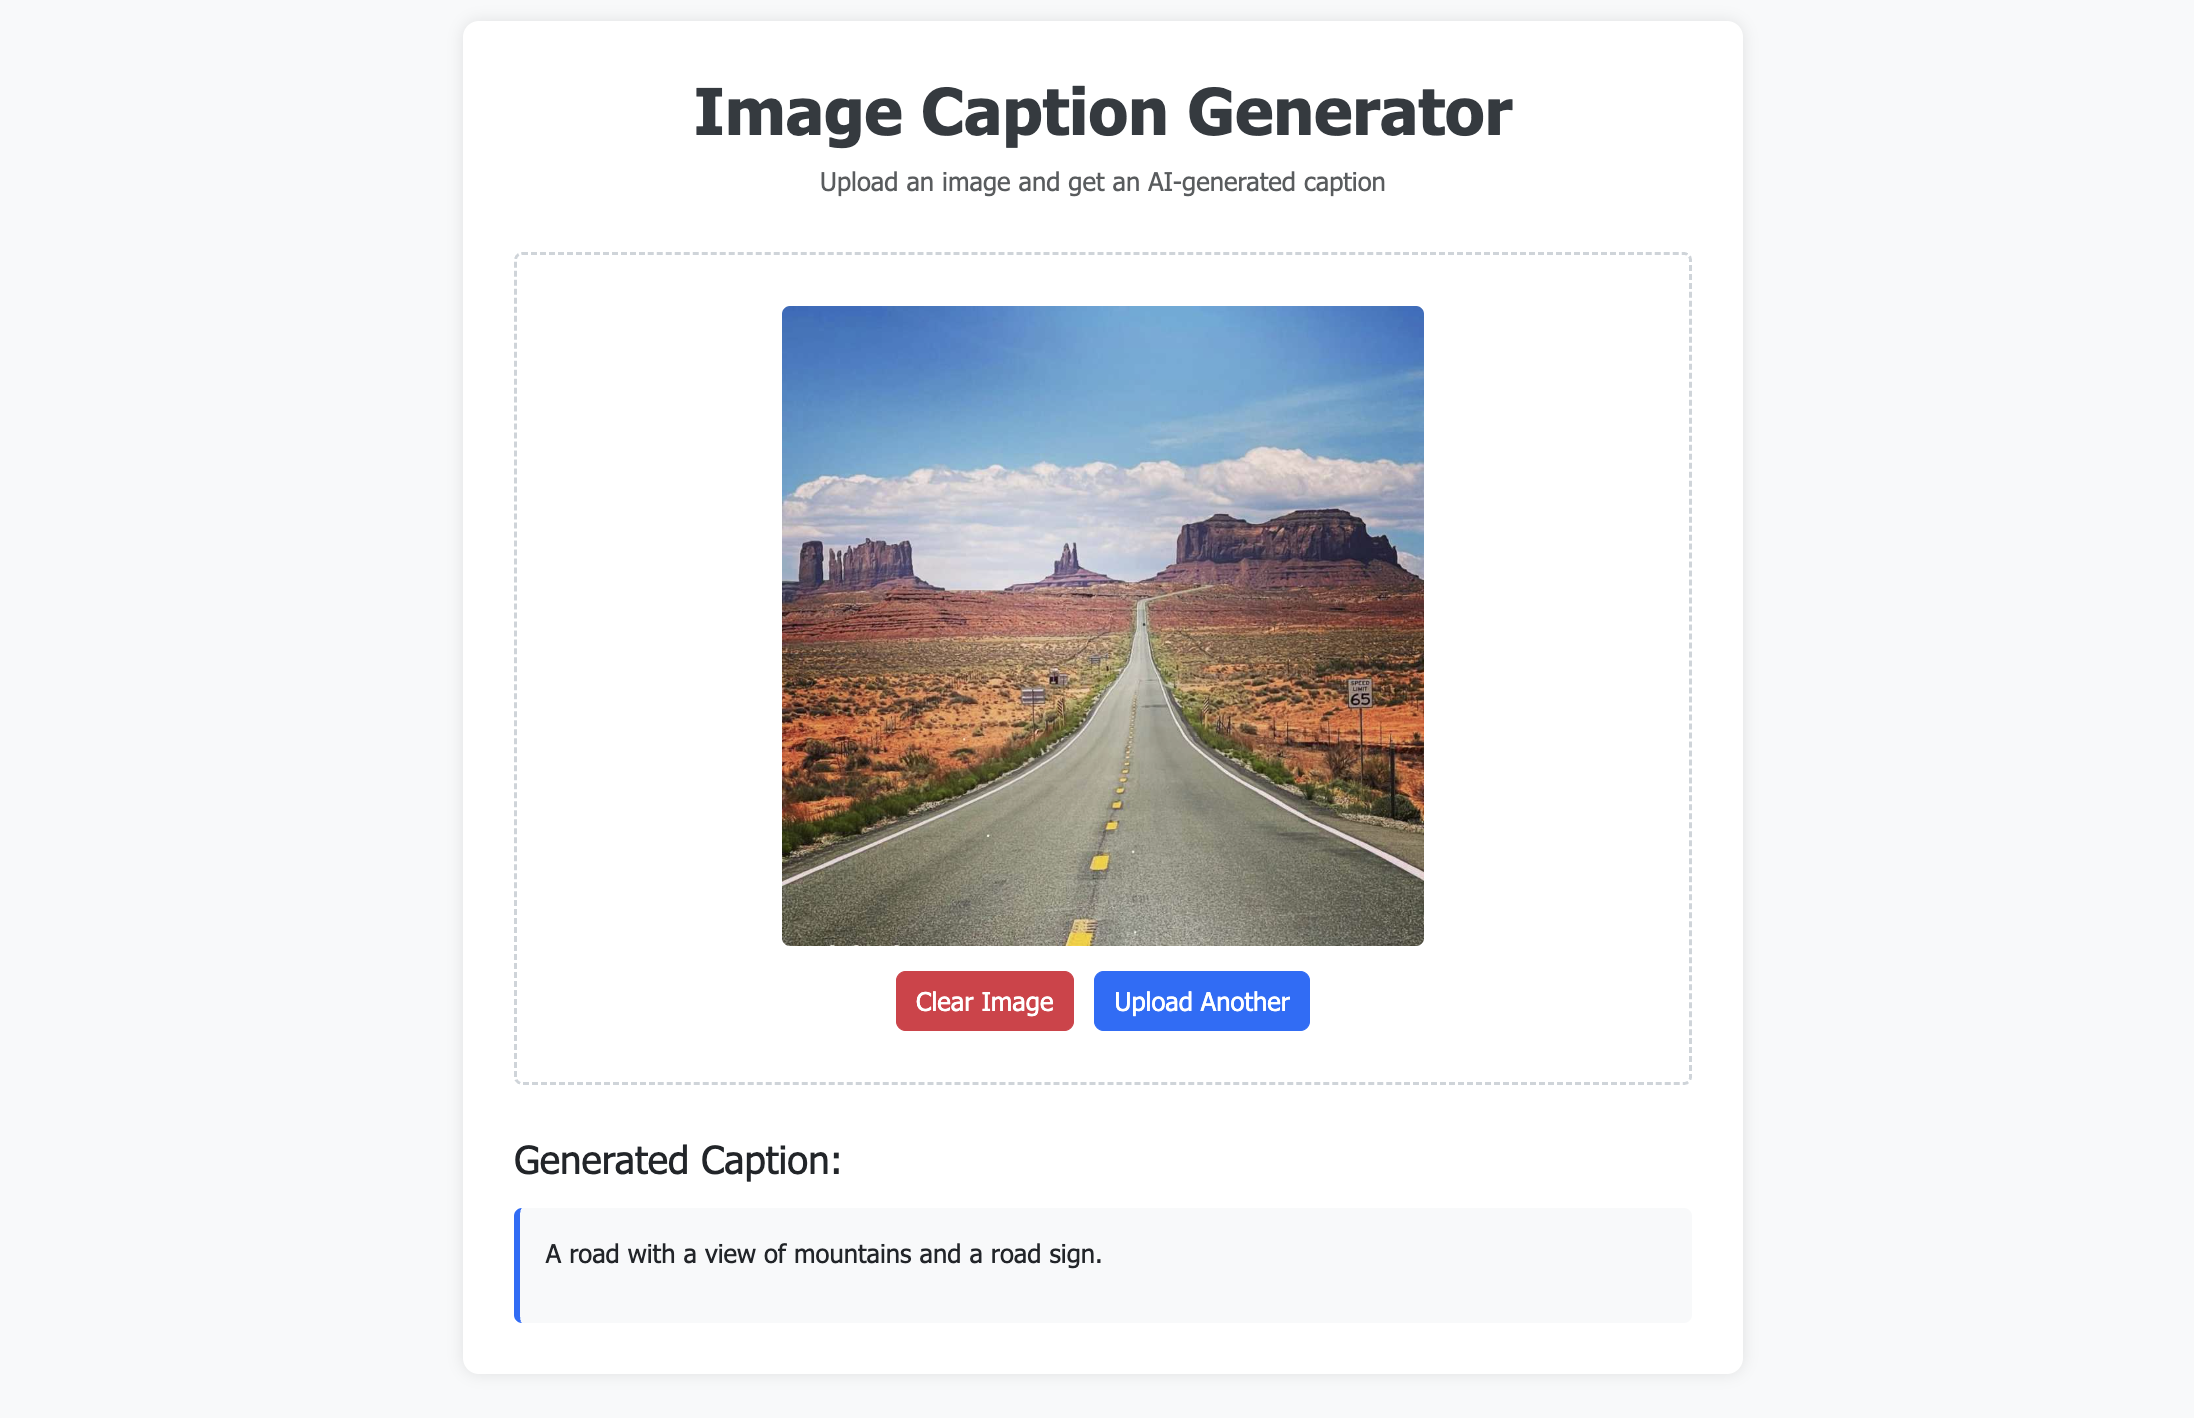 Image Caption Generator
Upload an image and get an AI-generated caption
SPEED
LIMIT
65
Clear Image
Upload Another
Generated Caption:
A road with a view of mountains and a road sign.